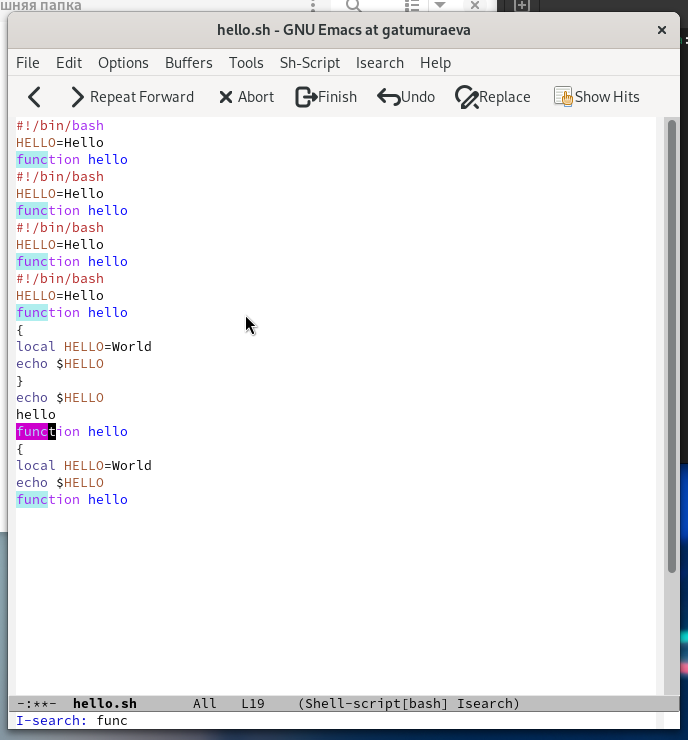 шняя папка
hello.sh - GNU Emacs at gatumuraeva
File Edit Options Buffers Tools Sh-Script Isearch Help
Repeat Forward Abort Finish Undo Replace Show Hits
#!/bin/bash
HELLO=Hello
function hello
#!/bin/bash
HELLO=Hello
function hello
#!/bin/bash
HELLO=Hello
function hello
#!/bin/bash
HELLO=Hello
function hello
{
local HELLO=World
echo $HELLO
}
echo $HELLO
hello
function hello
{
local HELLO=World
echo $HELLO
function hello
-:**- hello.sh All L19 (Shell-script[bash] Isearch)
I-search: func